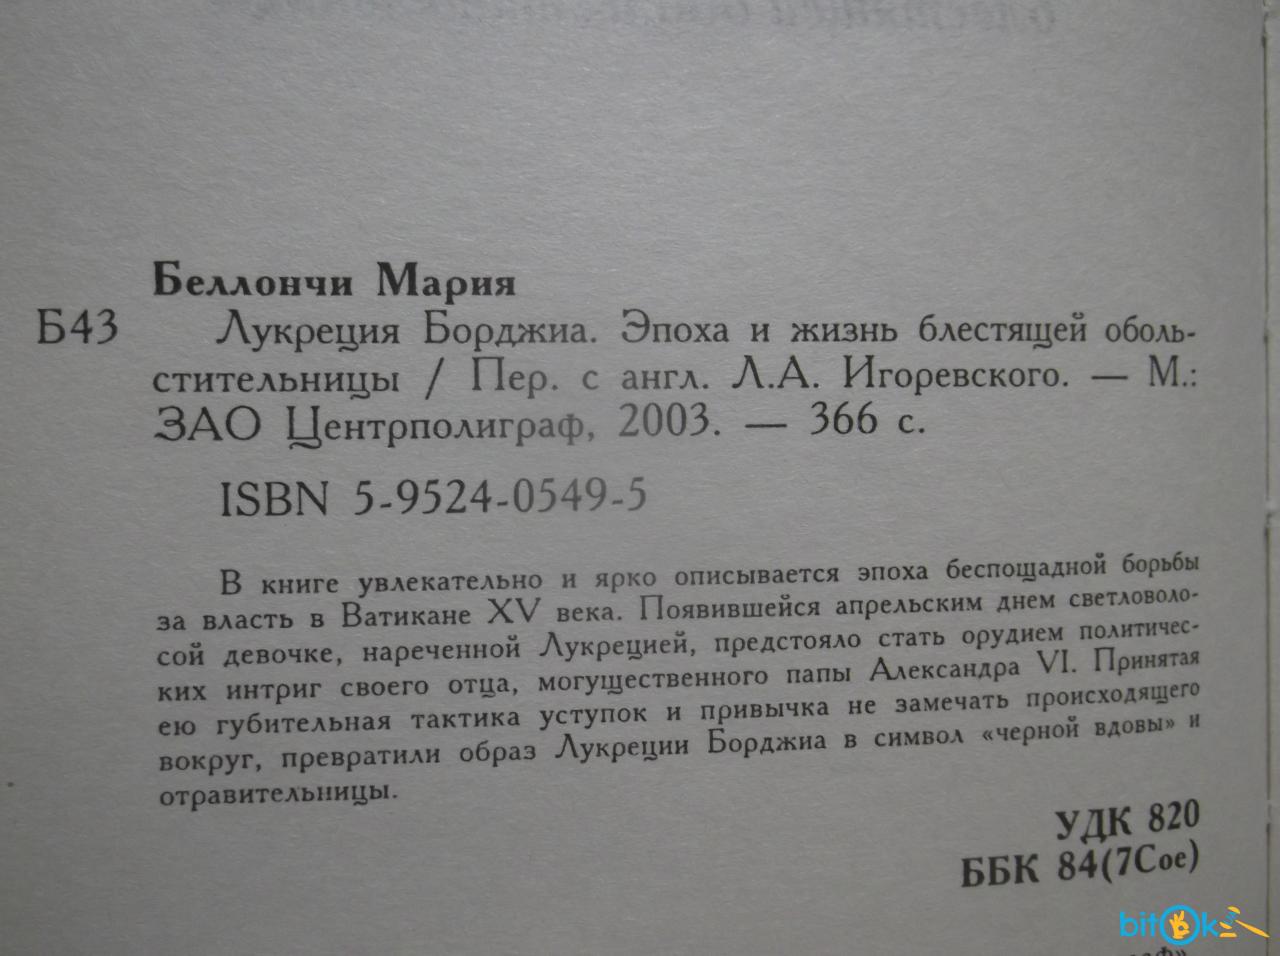 Беллончи Мария
Б43 Лукреция Борджиа. Эпоха и жизнь блестящей оболь-
стительницы / Пер. с англ. Л.А. Игоревского. — М.:
ЗАО Центрполиграф, 2003. — 366 с.
ISBN 5-9524-0549-5
В книге увлекательно и ярко описывается эпоха беспощадной борьбы
за власть в Ватикане XV века. Появившейся апрельским днем светловоло-
сой девочке, нареченной Лукрецией, предстояло стать орудием политичес-
ких интриг своего отца, могущественного папы Александра VI. Принятая
ею губительная тактика уступок и привычка не замечать происходящего
вокруг, превратили образ Лукреции Борджиа в символ «черной вдовы» и
отравительницы.
УДК 820
ББК 84(7Сое)
bitOk